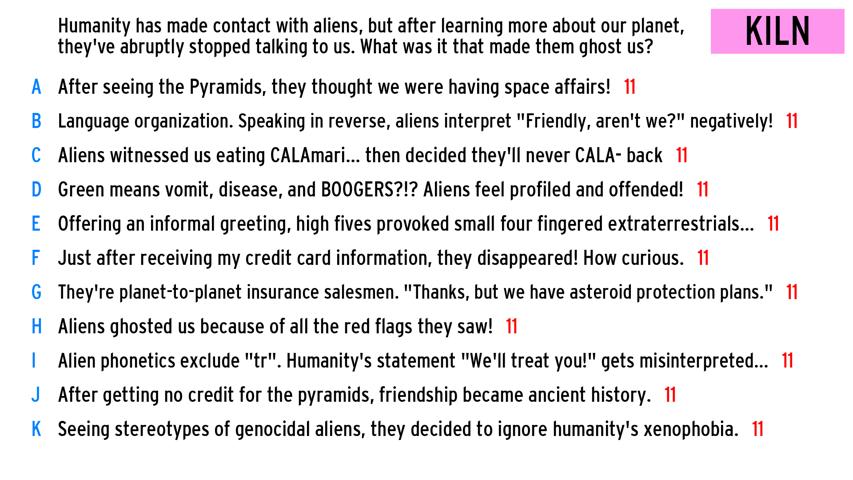 Humanity has made contact with aliens, but after learning more about our planet,
they've abruptly stopped talking to us. What was it that made them ghost us?
KILN
A After seeing the Pyramids, they thought we were having space affairs! 11
B Language organization. Speaking in reverse, aliens interpret "Friendly, aren't we?" negatively! 11
C Aliens witnessed us eating CALAmari... then decided they'll never CALA- back 11
D Green means vomit, disease, and BOOGERS?!? Aliens feel profiled and offended! 11
E Offering an informal greeting, high fives provoked small four fingered extraterrestrials... 11
F Just after receiving my credit card information, they disappeared! How curious. 11
G They're planet-to-planet insurance salesmen. "Thanks, but we have asteroid protection plans." 11
H Aliens ghosted us because of all the red flags they saw! 11
I Alien phonetics exclude "tr". Humanity's statement "We'll treat you!" gets misinterpreted... 11
J After getting no credit for the pyramids, friendship became ancient history. 11
K Seeing stereotypes of genocidal aliens, they decided to ignore humanity's xenophobia. 11